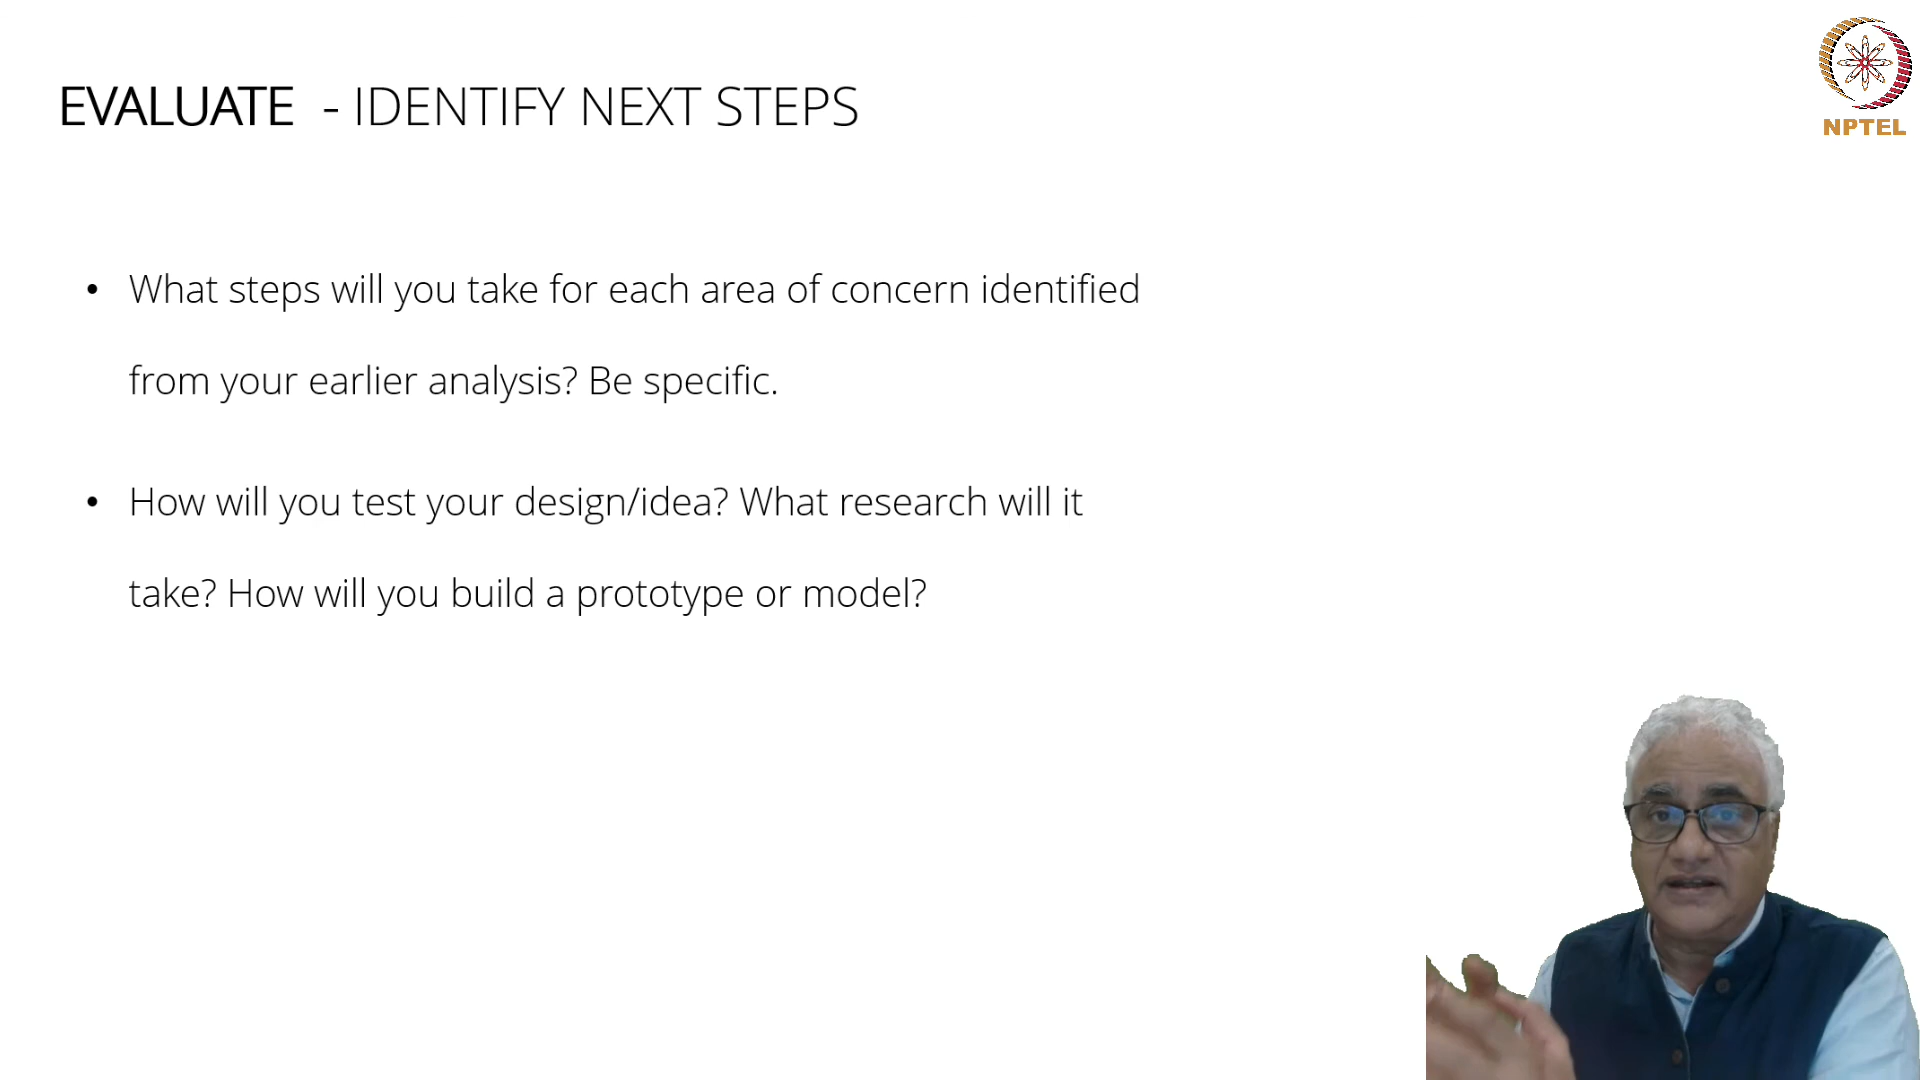 EVALUATE - IDENTIFY NEXT STEPS
NPTEL
• What steps will you take for each area of concern identified
from your earlier analysis? Be specific.
• How will you test your design/idea? What research will it
take? How will you build a prototype or model?